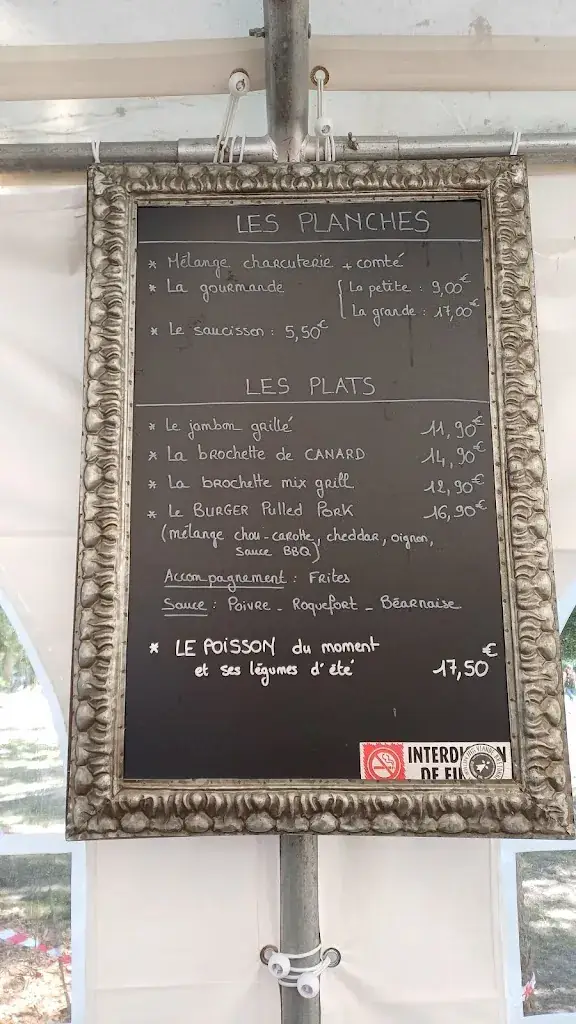 LES PLANCHES
* Mélange charcuterie + comté
* La gourmande { La petite : 9,00€
La grande : 17,00€
* Le saucisson : 5,50€
LES PLATS
* Le jambon grillé 11,90€
* La brochette de CANARD 14,90€
* La brochette mix grill 12,90€
* Le BURGER Pulled Pork 16,90€
(mélange chou-carotte, cheddar, oignon,
sauce BBQ)
Accompagnement : Frites
Sauce : Poivre - Roquefort - Béarnaise
* LE POISSON du moment €
et ses légumes d'été 17,50